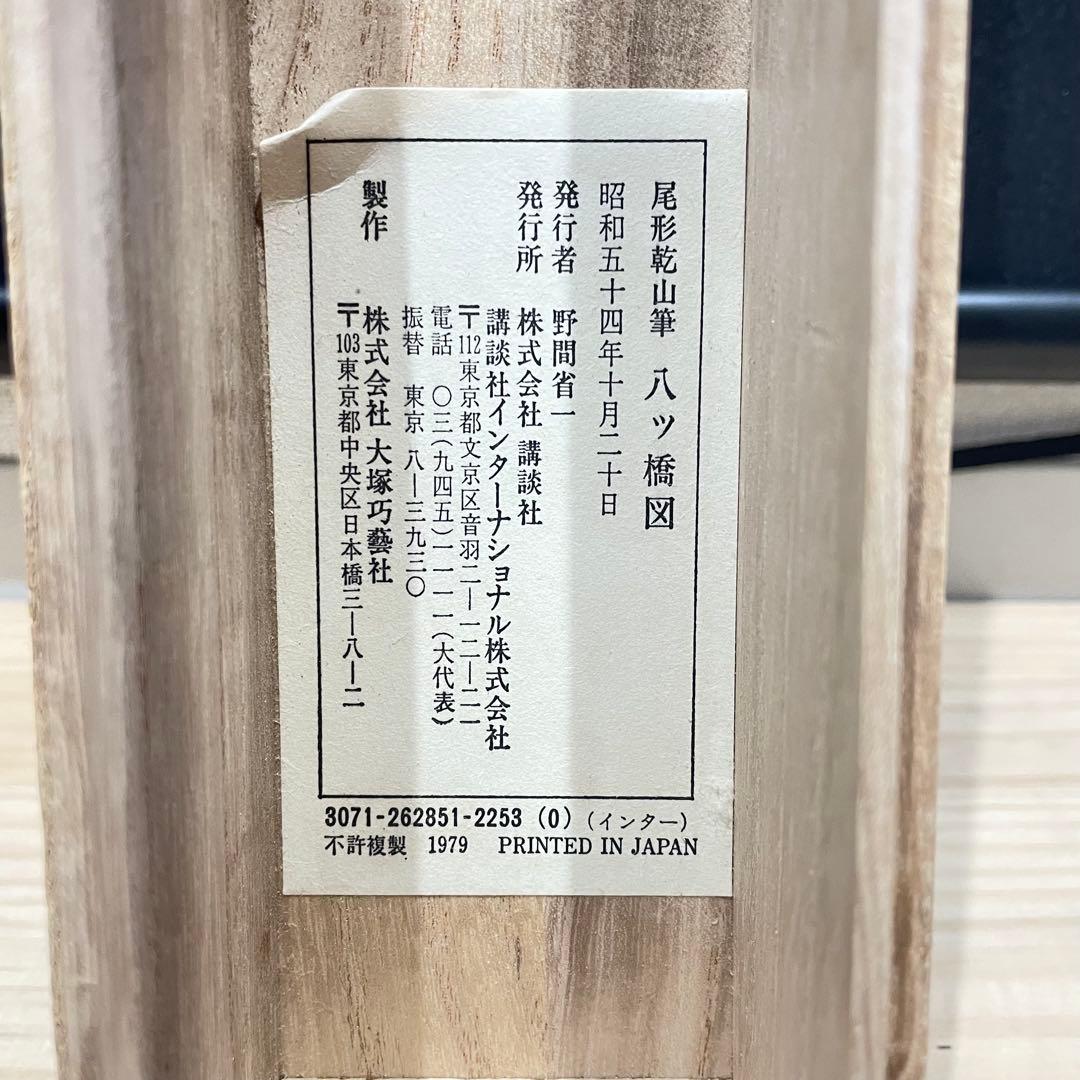 尾形乾山筆 八ッ橋図
昭和五十四年十月二十日
発行者 野間省一
発行所 株式会社 講談社
講談社インターナショナル株式会社
〒112東京都文京区音羽二―一二―二一
電話 〇三(九四五)一一一一(大代表)
振替 東京 八―三九三〇
製作 株式会社 大塚巧藝社
〒103東京都中央区日本橋三―八―二
3071-262851-2253 (0) (インター)
不許複製 1979 PRINTED IN JAPAN